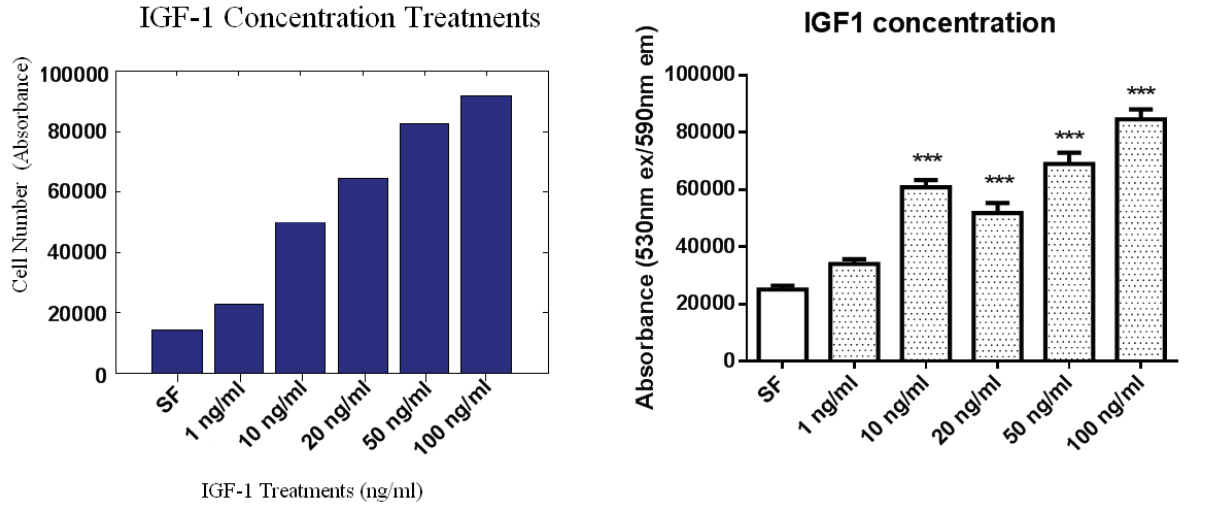 IGF-1 Concentration Treatments
Cell Number (Absorbance)
100000
80000
60000
40000
20000
0
SF
1 ng/ml
10 ng/ml
20 ng/ml
50 ng/ml
100 ng/ml
IGF-1 Treatments (ng/ml)
IGF1 concentration
Absorbance (530nm ex/590nm em)
100000
80000
60000
40000
20000
0
***
***
***
***
SF
1 ng/ml
10 ng/ml
20 ng/ml
50 ng/ml
100 ng/ml